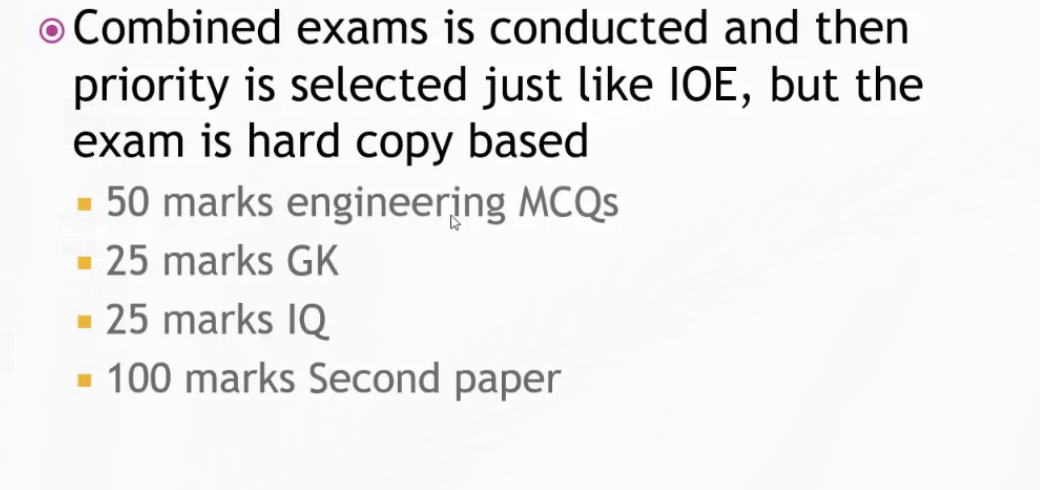 Combined exams is conducted and then
priority is selected just like IOE, but the
exam is hard copy based
50 marks engineering MCQs
25 marks GK
25 marks IQ
100 marks Second paper